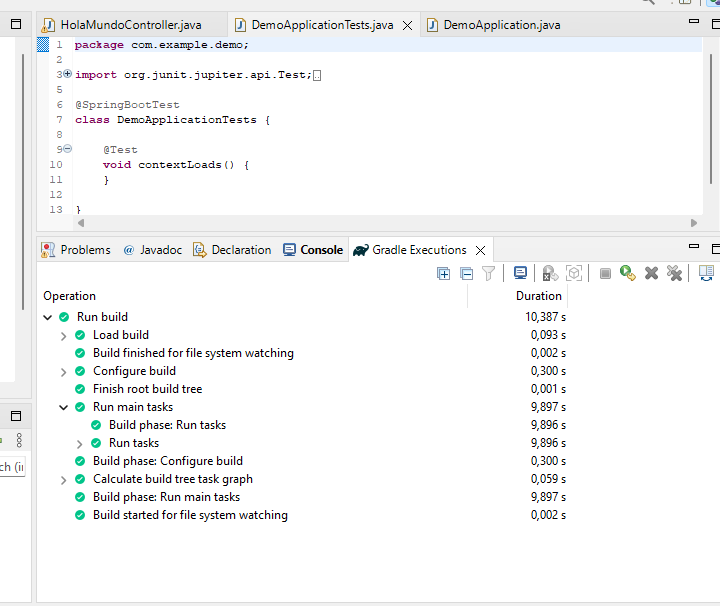 HolaMundoController.java DemoApplicationTests.java DemoApplication.java
1 package com.example.demo;
2
3 import org.junit.jupiter.api.Test;
5
6 @SpringBootTest
7 class DemoApplicationTests {
8
9 @Test
10 void contextLoads() {
11 }
12
13 }
Problems @ Javadoc Declaration Console Gradle Executions
Operation Duration
Run build 10,387 s
Load build 0,093 s
Build finished for file system watching 0,002 s
Configure build 0,300 s
Finish root build tree 0,001 s
Run main tasks 9,897 s
Build phase: Run tasks 9,896 s
Run tasks 9,896 s
Build phase: Configure build 0,300 s
Calculate build tree task graph 0,059 s
Build phase: Run main tasks 9,897 s
Build started for file system watching 0,002 s